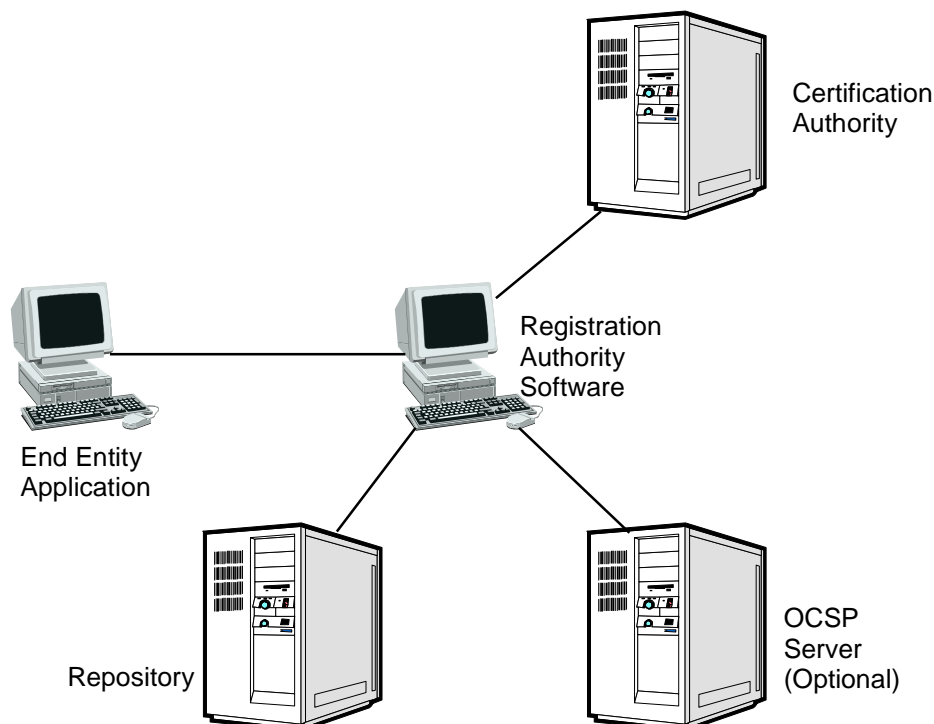 Certification
Authority
Registration
Authority
Software
End Entity
Application
Repository
OCSP
Server
(Optional)